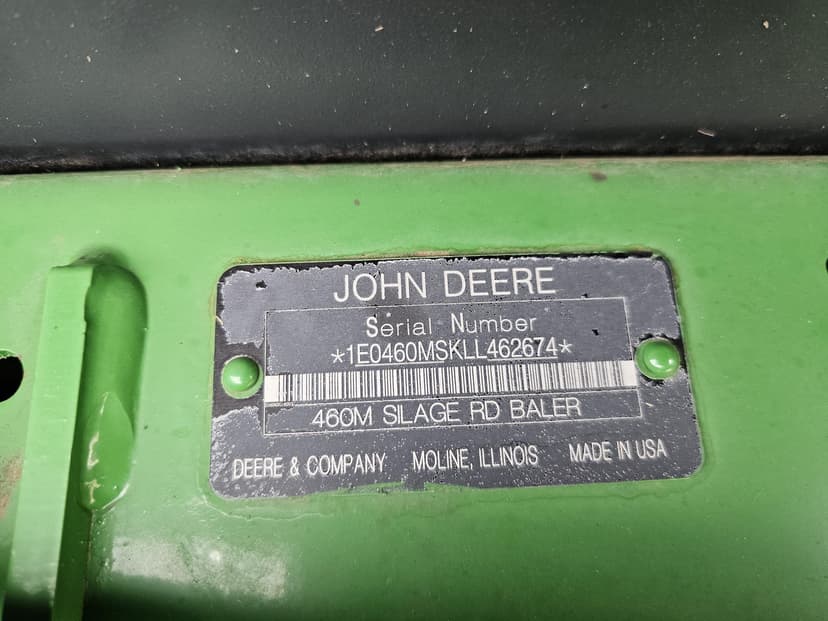 JOHN DEERE
Serial Number
*1E0460MSKLL462674*
460M SILAGE RD BALER
DEERE & COMPANY MOLINE, ILLINOIS MADE IN USA